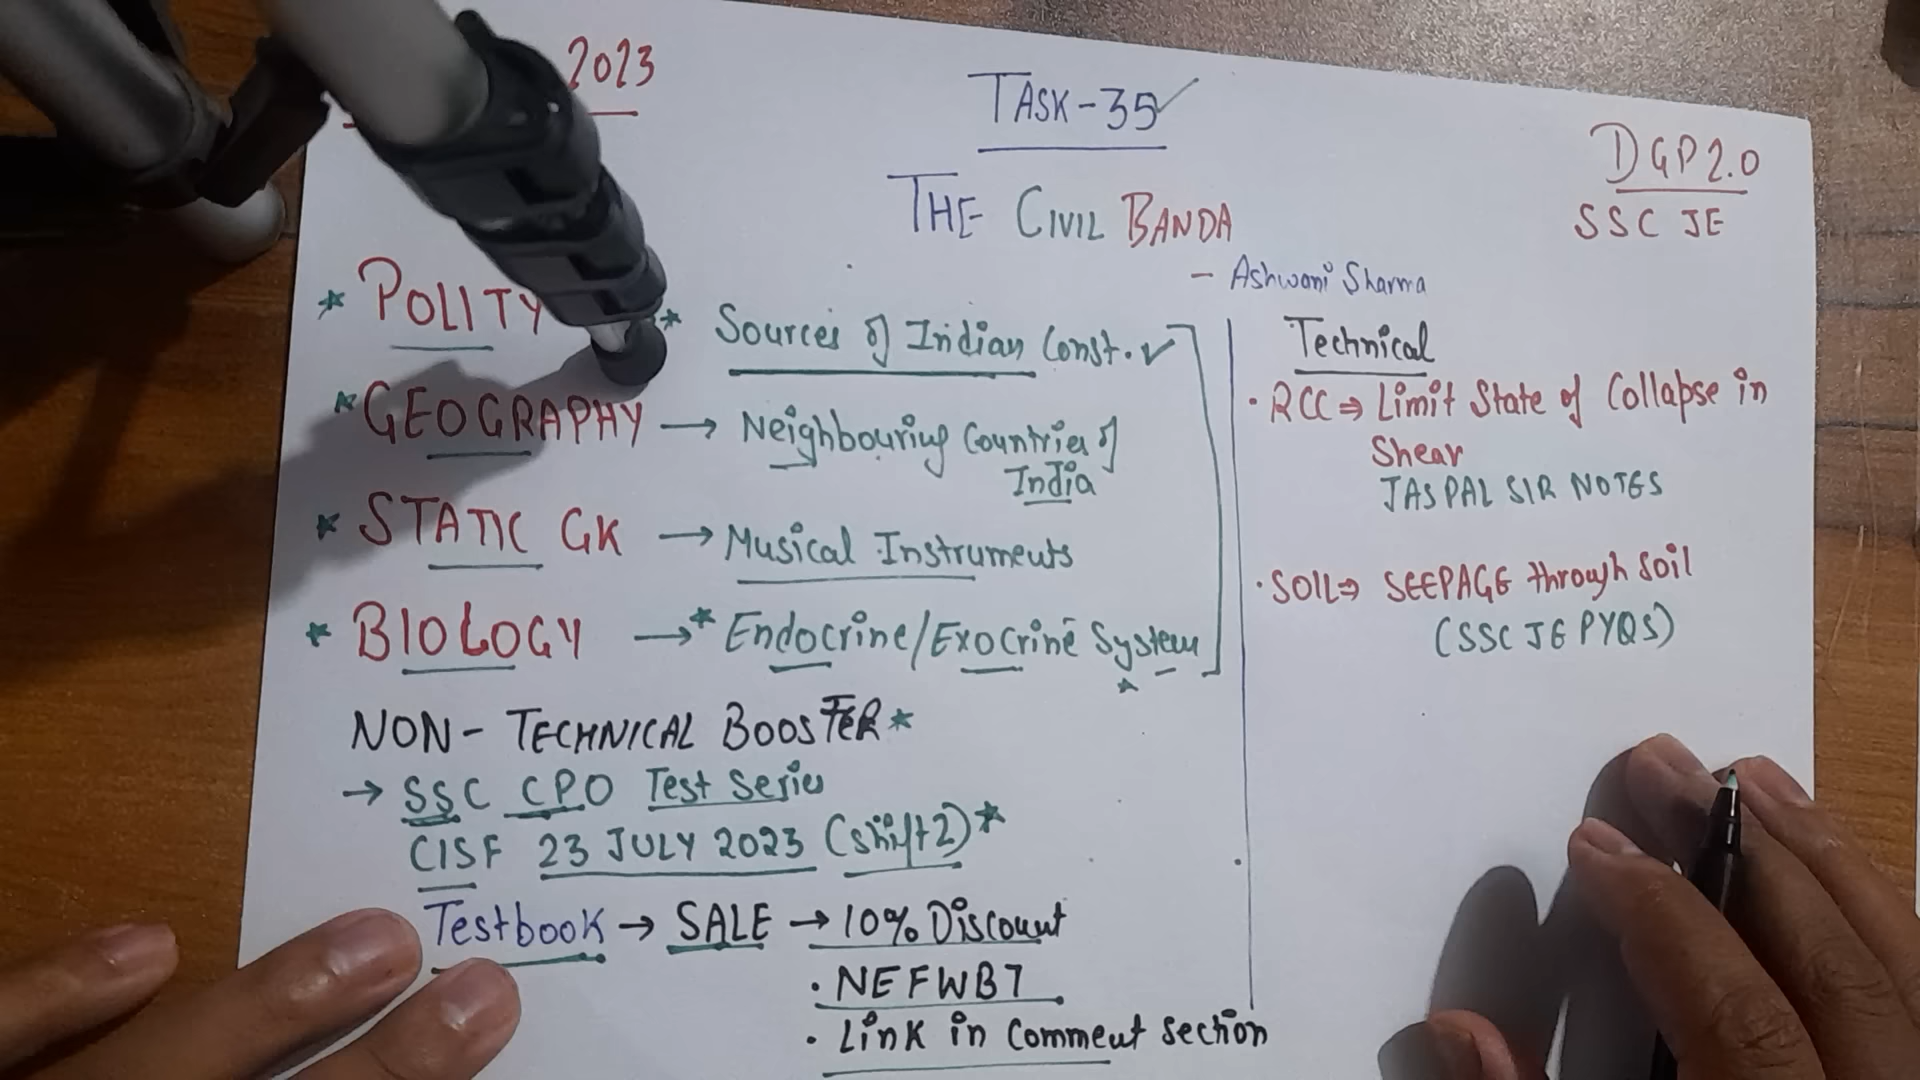 2023
TASK-35
DGP 2.0
SSC JE
THE CIVIL BANDA
- Ashwani Sharma
* POLITY * Sources of Indian Const.
* GEOGRAPHY → Neighbouring Countries of
India
* STATIC GK → Musical Instruments
* BIOLOGY →* Endocrine/Exocrine System
NON-TECHNICAL BOOSTER *
→ SSC CPO Test Series
CISF 23 JULY 2023 (Shift 2)*
Testbook → SALE → 10% Discount
· NEFWB7
· Link in Comment section
Technical
· RCC ⇒ Limit State of Collapse in
Shear
JASPAL SIR NOTES
· SOIL ⇒ SEEPAGE through Soil
(SSC JE PYQS)